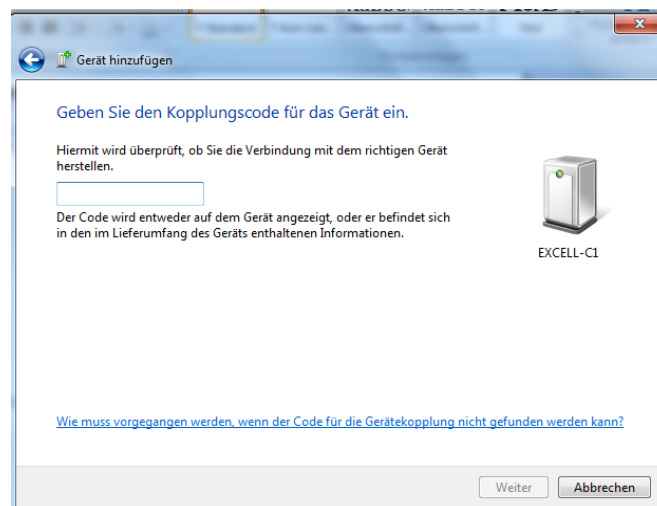 Gerät hinzufügen
Geben Sie den Kopplungscode für das Gerät ein.
Hiermit wird überprüft, ob Sie die Verbindung mit dem richtigen Gerät
herstellen.
Der Code wird entweder auf dem Gerät angezeigt, oder er befindet sich
in den im Lieferumfang des Geräts enthaltenen Informationen.
EXCELL-C1
Wie muss vorgegangen werden, wenn der Code für die Gerätekopplung nicht gefunden werden kann?
Weiter
Abbrechen